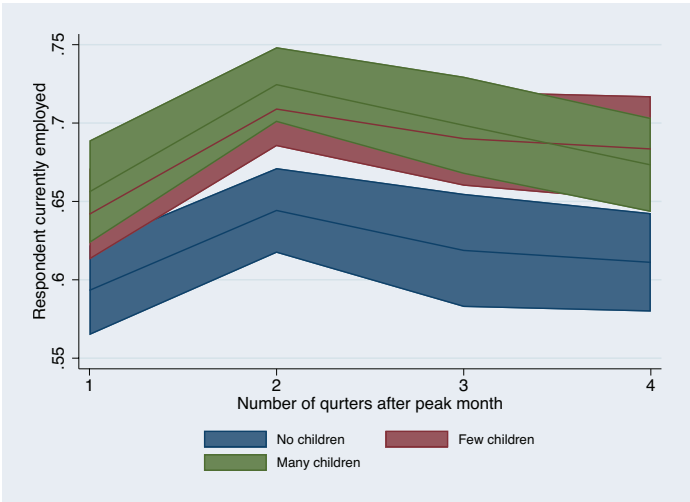 Respondent currently employed
.75
.7
.65
.6
.55
1 2 3 4
Number of qurters after peak month
No children Few children
Many children